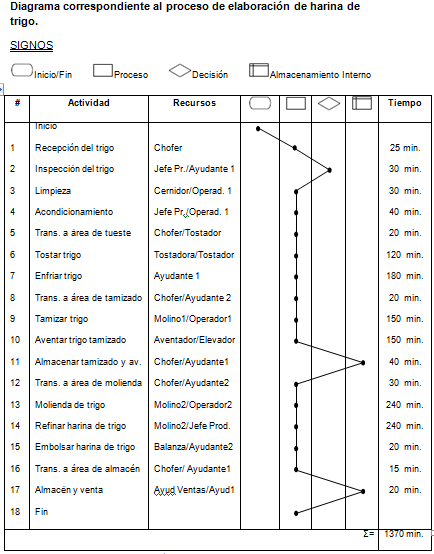 Diagrama correspondiente al proceso de elaboración de harina de
trigo.
SIGNOS
Inicio/Fin Proceso Decisión Almacenamiento Interno
# Actividad Recursos Tiempo
Inicio
1 Recepción del trigo Chofer 25 min.
2 Inspección del trigo Jefe Pr./Ayudante 1 30 min.
3 Limpieza Cernidor/Operad. 1 30 min.
4 Acondicionamiento Jefe Pr./Operad. 1 40 min.
5 Trans. a área de tueste Chofer/Tostador 20 min.
6 Tostar trigo Tostadora/Tostador 120 min.
7 Enfriar trigo Ayudante 1 180 min.
8 Trans. a área de tamizado Chofer/Ayudante 2 20 min.
9 Tamizar trigo Molino1/Operador1 150 min.
10 Aventar trigo tamizado Aventador/Elevador 150 min.
11 Almacenar tamizado y av. Chofer/Ayudante1 40 min.
12 Trans. a área de molienda Chofer/Ayudante2 30 min.
13 Molienda de trigo Molino2/Operador2 240 min.
14 Refinar harina de trigo Molino2/Jefe Prod. 240 min.
15 Embolsar harina de trigo Balanza/Ayudante2 20 min.
16 Trans. a área de almacén Chofer/ Ayudante1 15 min.
17 Almacén y venta Ayud.Ventas/Ayud1 20 min.
18 Fin
Σ= 1370 min.